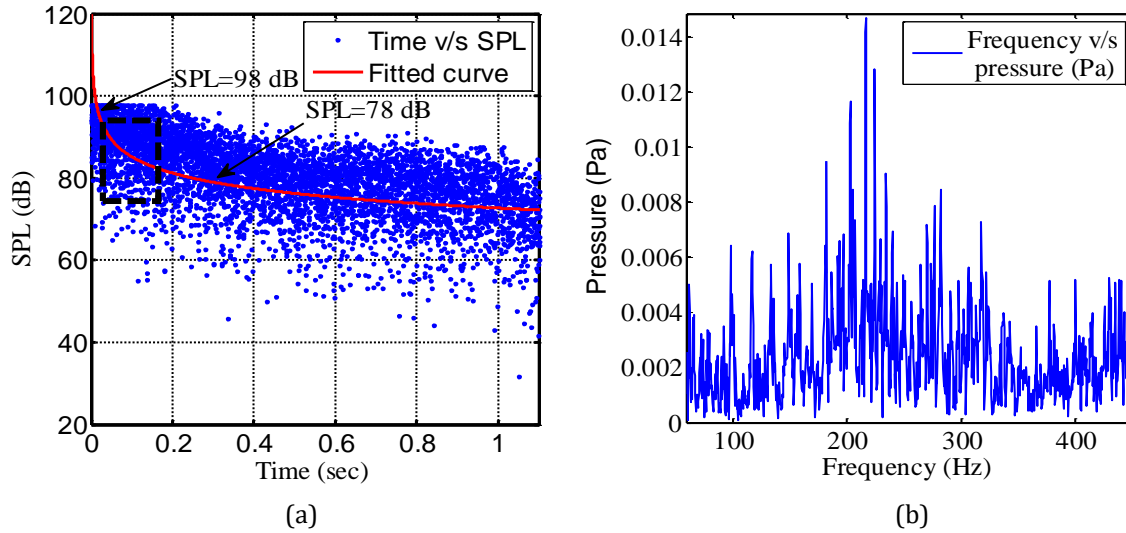 120
100
80
60
40
20
SPL (dB)
Time v/s SPL
Fitted curve
SPL=98 dB
SPL=78 dB
0
0.2
0.4
0.6
0.8
1
Time (sec)
(a)
0.014
0.012
0.01
0.008
0.006
0.004
0.002
0
Pressure (Pa)
Frequency v/s
pressure (Pa)
100
200
300
400
Frequency (Hz)
(b)